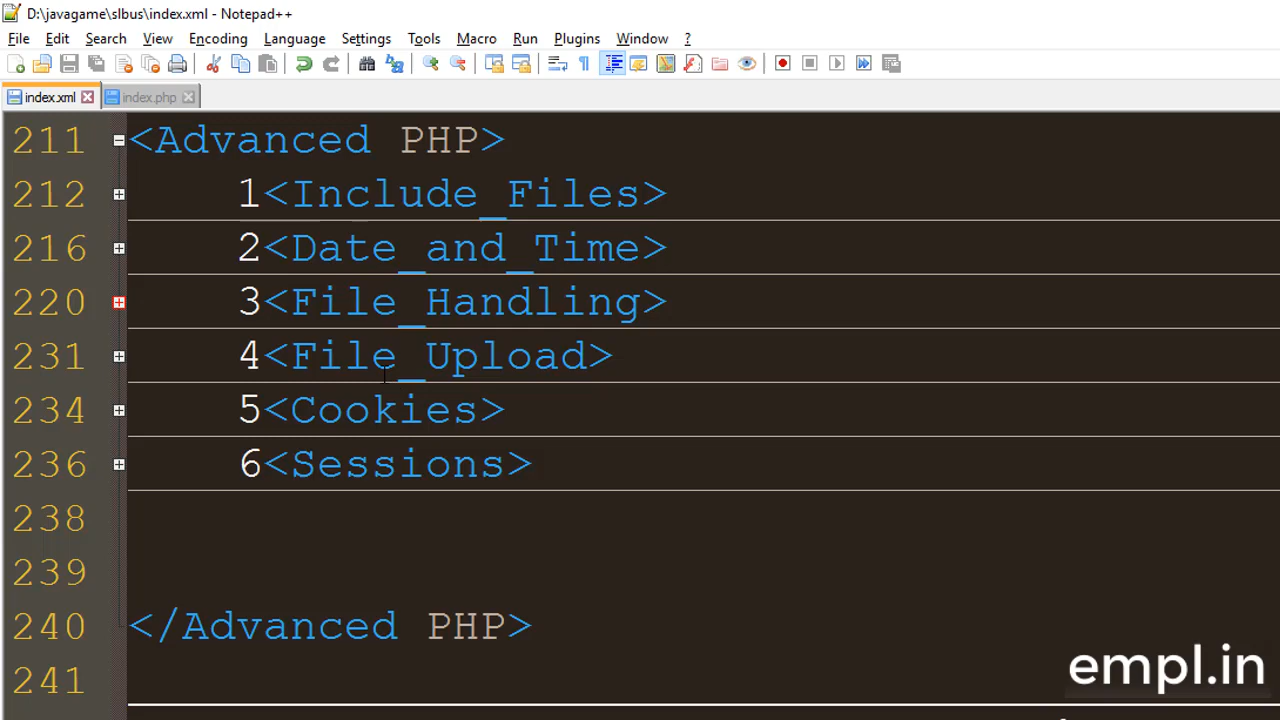 D:\javagame\slbus\index.xml - Notepad++
File Edit Search View Encoding Language Settings Tools Macro Run Plugins Window ?
index.xml index.php
211 <Advanced PHP>
212 1<Include_Files>
216 2<Date_and_Time>
220 3<File_Handling>
231 4<File_Upload>
234 5<Cookies>
236 6<Sessions>
238
239
240 </Advanced PHP>
241
empl.in